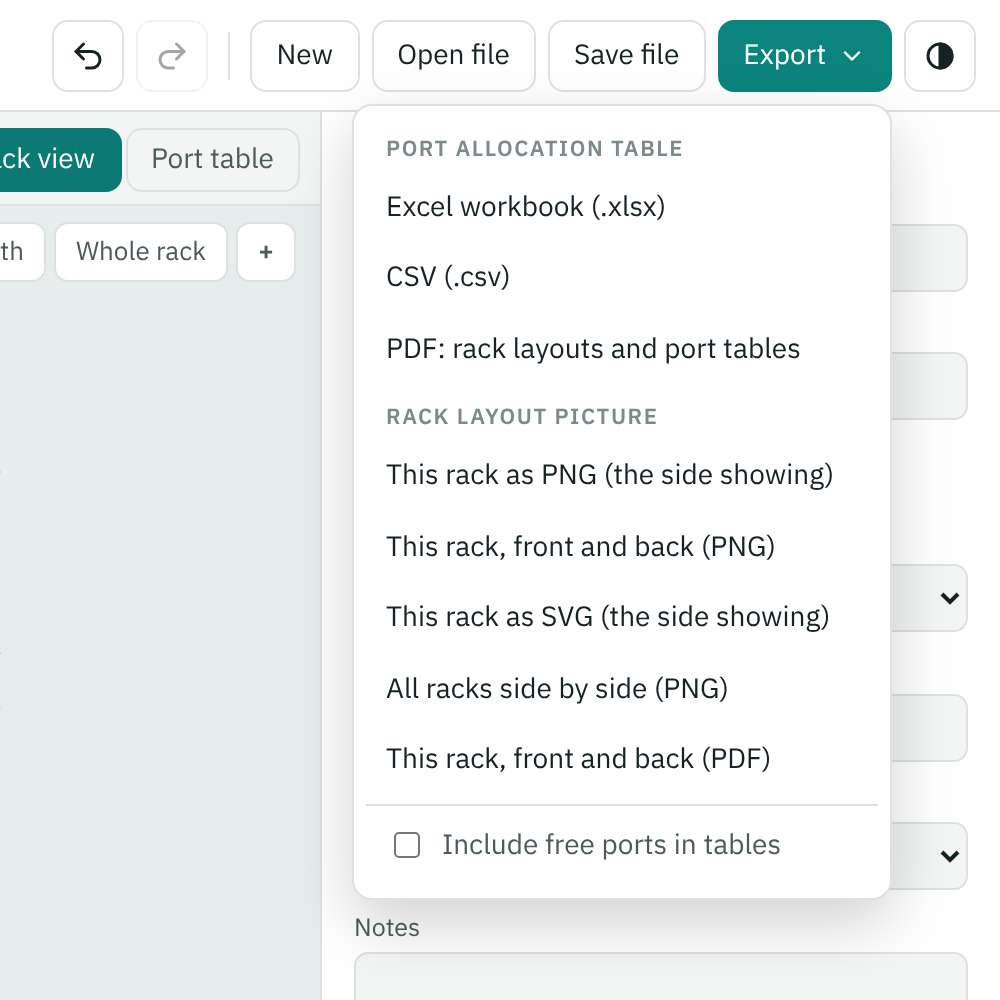 New
Open file
Save file
Export
ck view
Port table
th
Whole rack
+
PORT ALLOCATION TABLE
Excel workbook (.xlsx)
CSV (.csv)
PDF: rack layouts and port tables
RACK LAYOUT PICTURE
This rack as PNG (the side showing)
This rack, front and back (PNG)
This rack as SVG (the side showing)
All racks side by side (PNG)
This rack, front and back (PDF)
Include free ports in tables
Notes